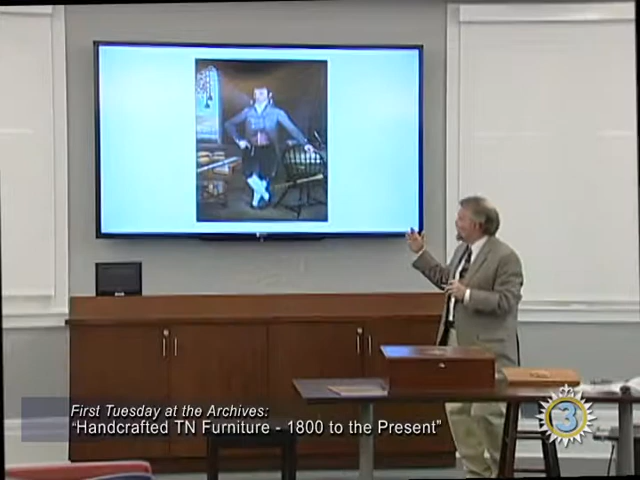 First Tuesday at the Archives:
"Handcrafted TN Furniture - 1800 to the Present"
3